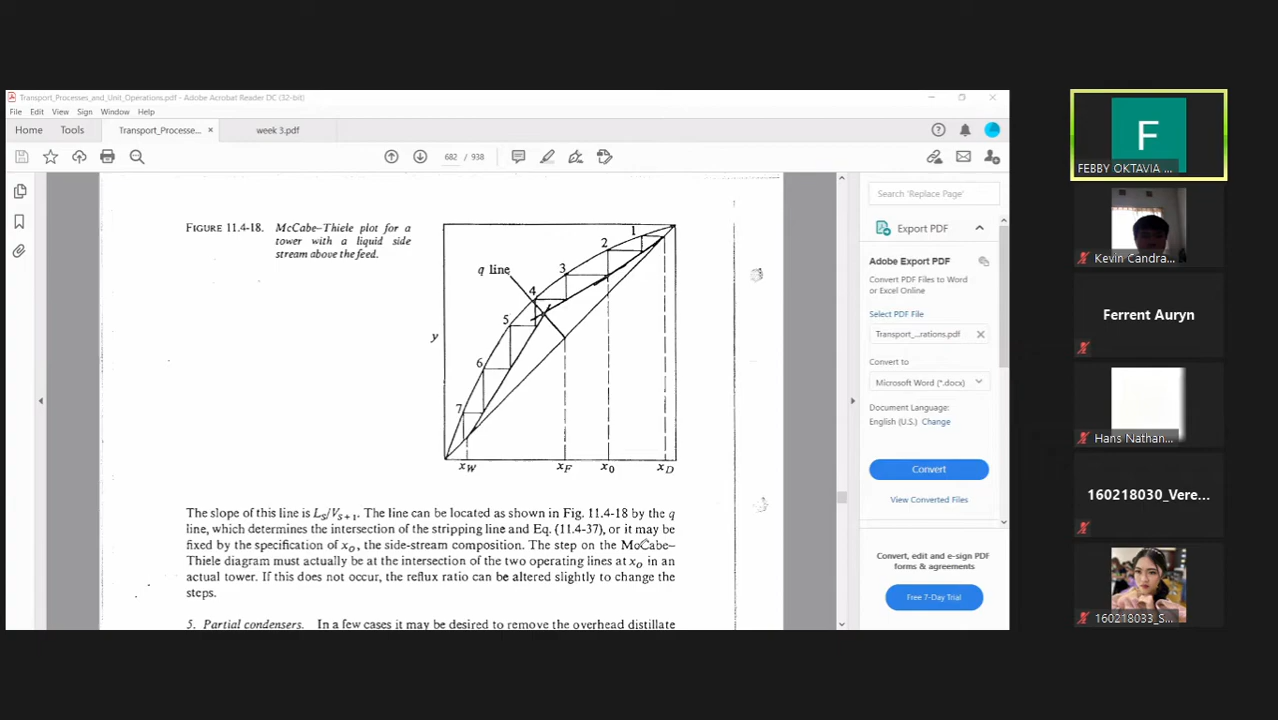 Transport_Processes_and_Unit_Operations.pdf - Adobe Acrobat Reader DC (32-bit)
File Edit View Sign Window Help
Home Tools Transport_Processe... × week 3.pdf
682 / 938
FIGURE 11.4-18. McCabe–Thiele plot for a
tower with a liquid side
stream above the feed.
q line
y
1
2
3
4
5
6
7
xW xF xo xD
The slope of this line is LS/VS+1. The line can be located as shown in Fig. 11.4-18 by the q
line, which determines the intersection of the stripping line and Eq. (11.4-37), or it may be
fixed by the specification of xo, the side-stream composition. The step on the McCabe–
Thiele diagram must actually be at the intersection of the two operating lines at xo in an
actual tower. If this does not occur, the reflux ratio can be altered slightly to change the
steps.
5. Partial condensers. In a few cases it may be desired to remove the overhead distillate
Search 'Replace Page'
Export PDF
Adobe Export PDF
Convert PDF Files to Word
or Excel Online
Select PDF File
Transport_...rations.pdf
Convert to
Microsoft Word (*.docx)
Document Language:
English (U.S.) Change
Convert
View Converted Files
Convert, edit and e-sign PDF
forms & agreements
Free 7-Day Trial
F
FEBBY OKTAVIA ...
Kevin Candra...
Ferrent Auryn
Hans Nathan...
160218030_Vere...
160218033_S...